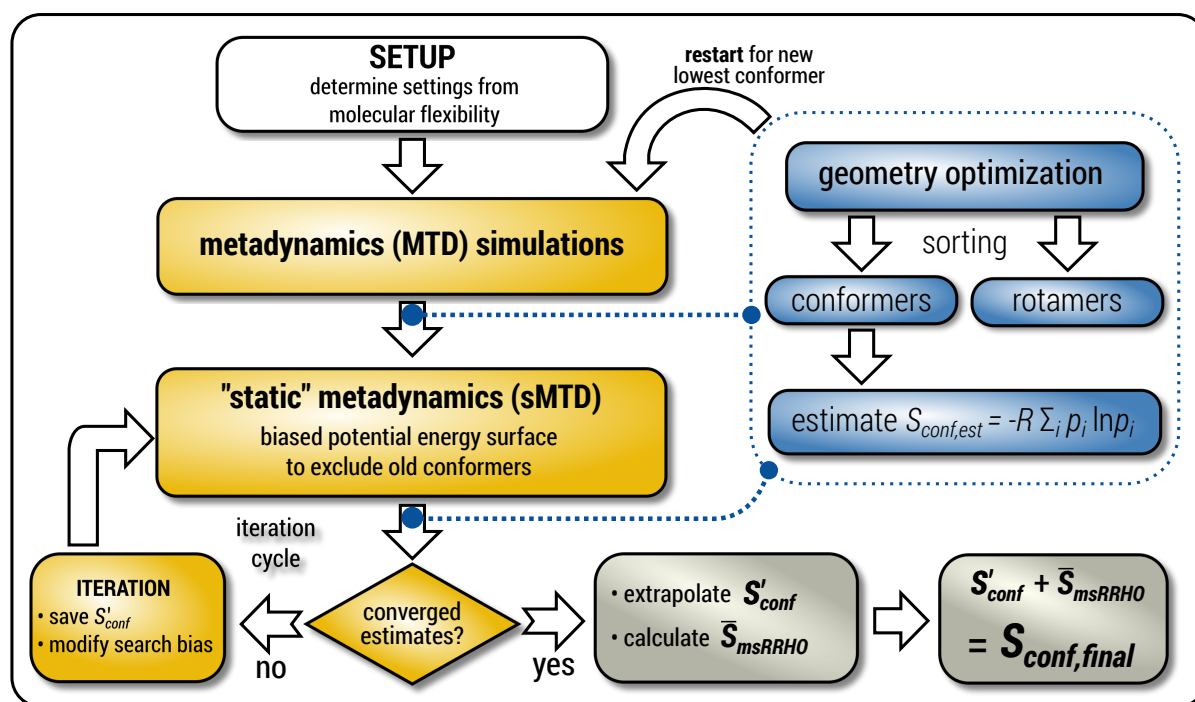 SETUP
determine settings from
molecular flexibility
restart for new
lowest conformer
geometry optimization
sorting
conformers
rotamers
estimate S_conf,est = -R Σ_i p_i lnp_i
metadynamics (MTD) simulations
"static" metadynamics (sMTD)
biased potential energy surface
to exclude old conformers
iteration
cycle
ITERATION
• save S'_conf
• modify search bias
no
converged
estimates?
yes
• extrapolate S'_conf
• calculate S̅_msRRHO
S'_conf + S̅_msRRHO
= S_conf,final